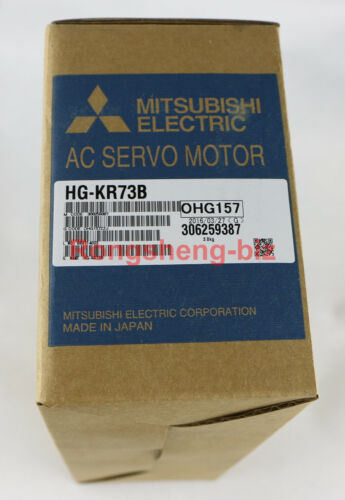 MITSUBISHI
ELECTRIC
AC SERVO MOTOR
HG-KR73B
OHG157
306259387
Rongsheng-biz
MITSUBISHI ELECTRIC CORPORATION
MADE IN JAPAN